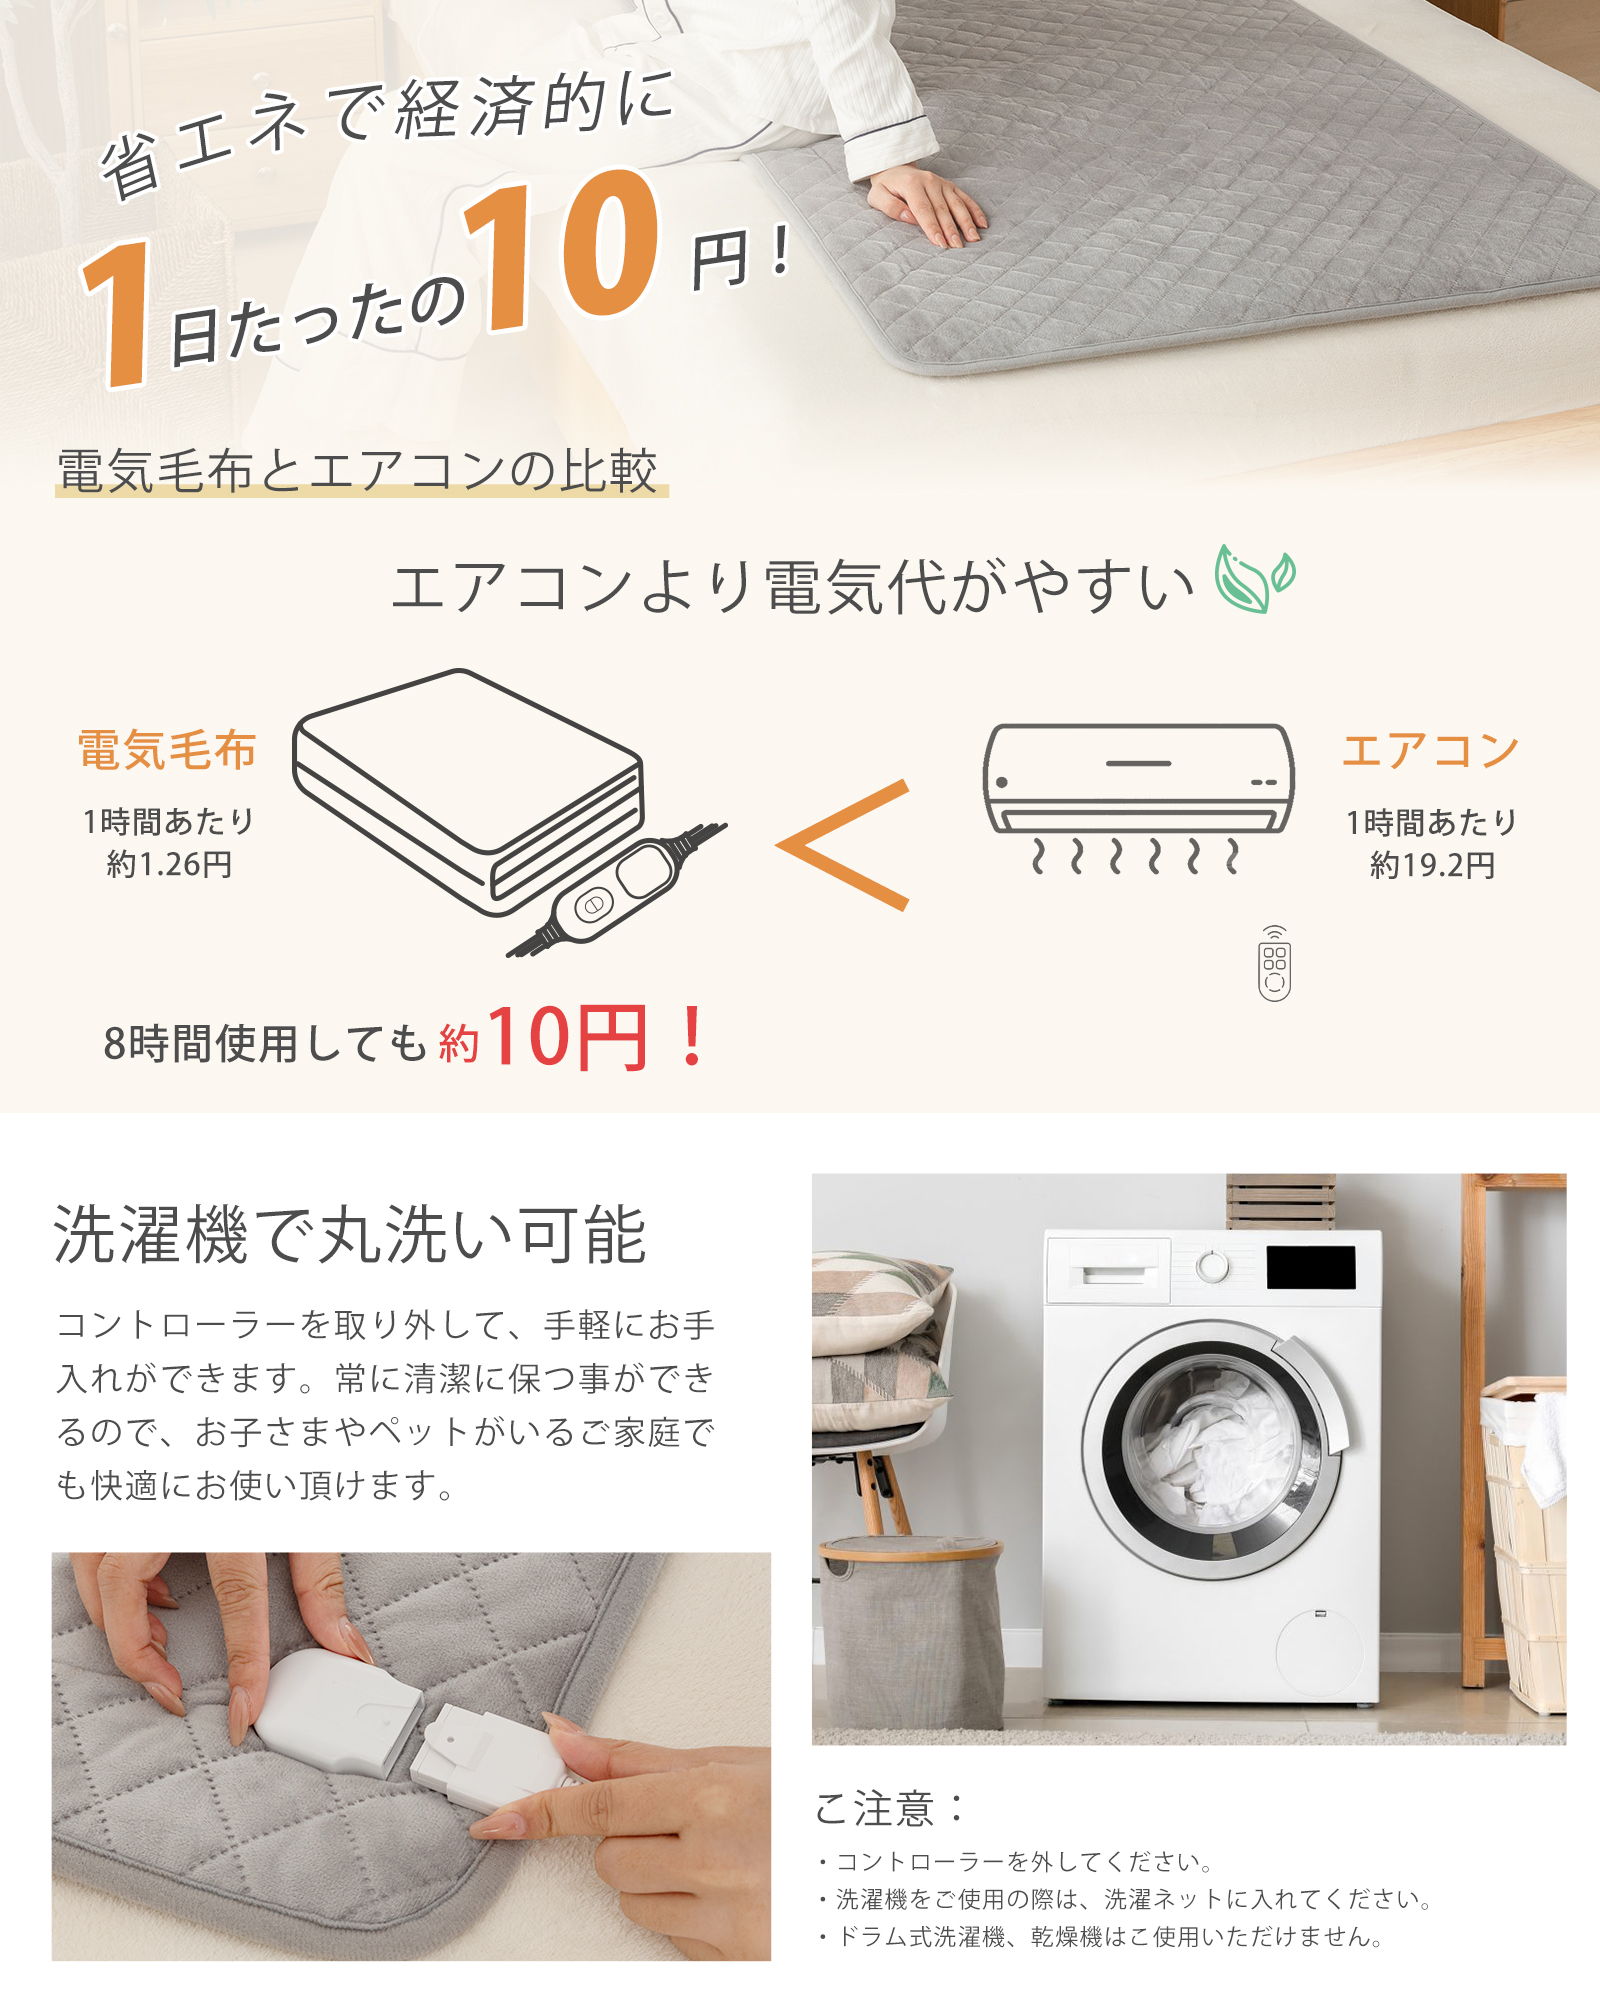 省エネで経済的に
1日たったの10円！
電気毛布とエアコンの比較
エアコンより電気代がやすい
電気毛布
1時間あたり
約1.26円
エアコン
1時間あたり
約19.2円
8時間使用しても約10円！
洗濯機で丸洗い可能
コントローラーを取り外して、手軽にお手
入れができます。常に清潔に保つ事ができ
るので、お子さまやペットがいるご家庭で
も快適にお使い頂けます。
こ注意：
・コントローラーを外してください。
・洗濯機をご使用の際は、洗濯ネットに入れてください。
・ドラム式洗濯機、乾燥機はこ使用いただけません。